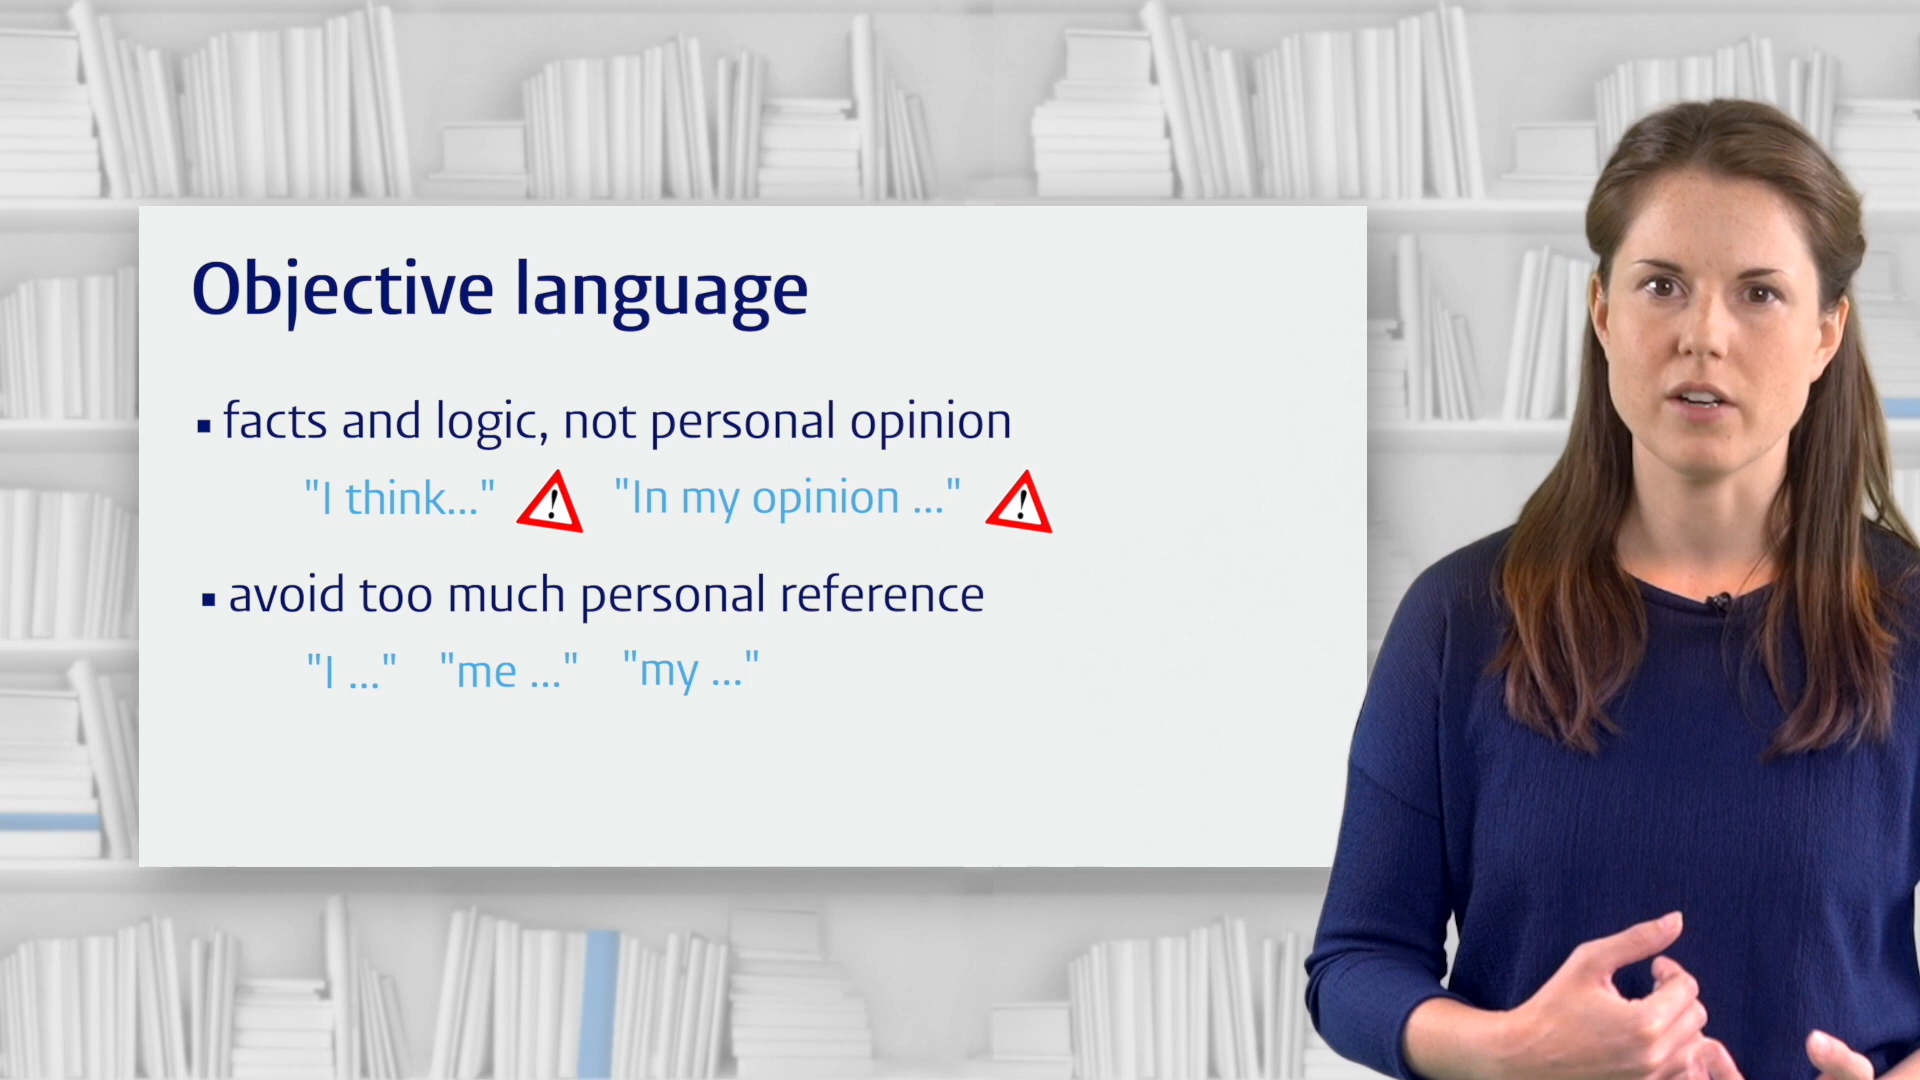 Objective language
▪ facts and logic, not personal opinion
"I think..." "In my opinion ..."
▪ avoid too much personal reference
"I ..." "me ..." "my ..."